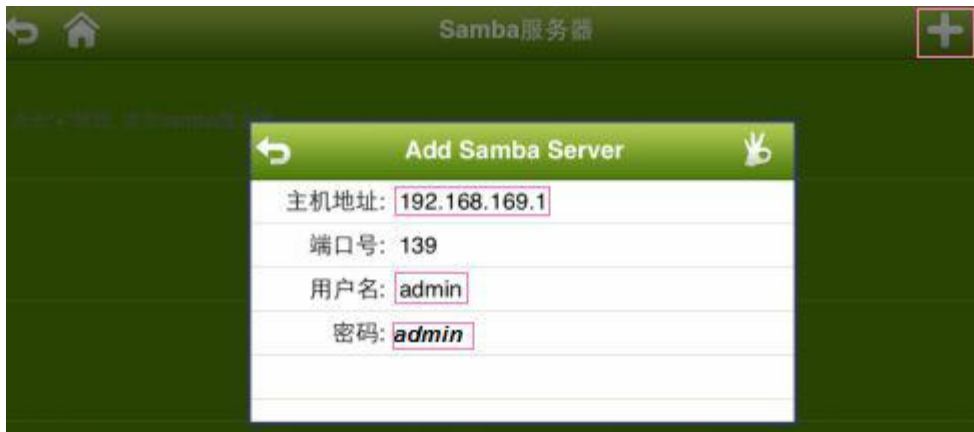 Samba服务器
Add Samba Server
主机地址: 192.168.169.1
端口号: 139
用户名: admin
密码: admin